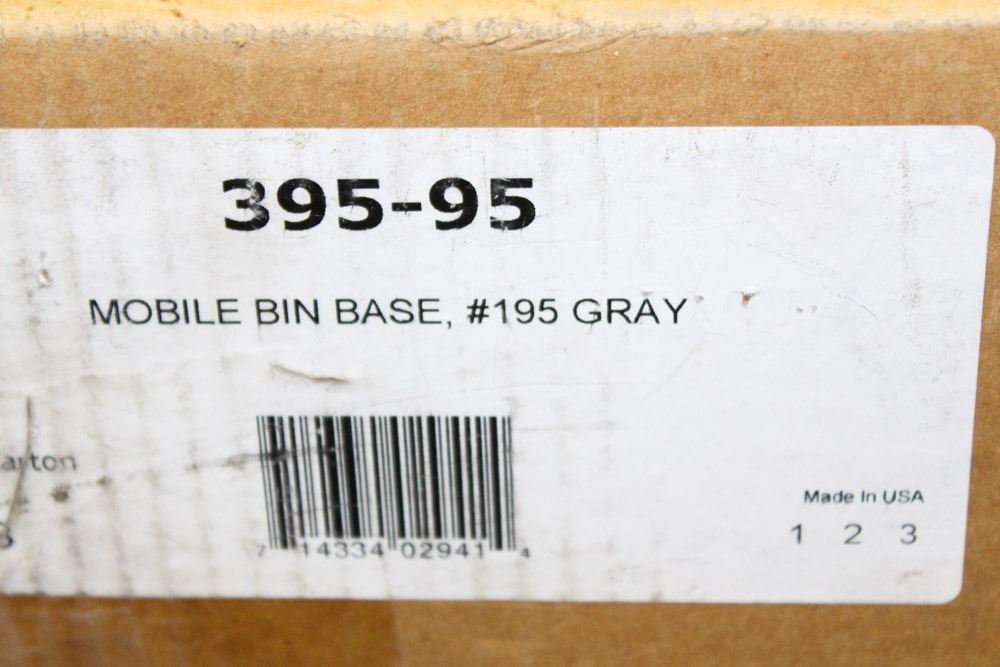 395-95
MOBILE BIN BASE, #195 GRAY
7 14334 02941 4
Made In USA
1 2 3